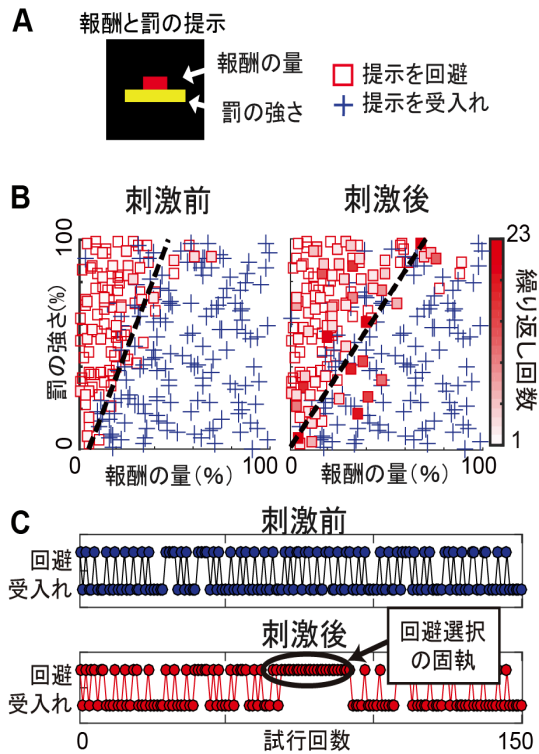 A
報酬と罰の提示
報酬の量
罰の強さ
提示を回避
提示を受入れ
B
刺激前
刺激後
100
罰の強さ(%)
0
0
報酬の量(%)
100
0
報酬の量(%)
100
23
繰り返し回数
1
C
刺激前
回避
受入れ
刺激後
回避選択
の固執
回避
受入れ
0
試行回数
150